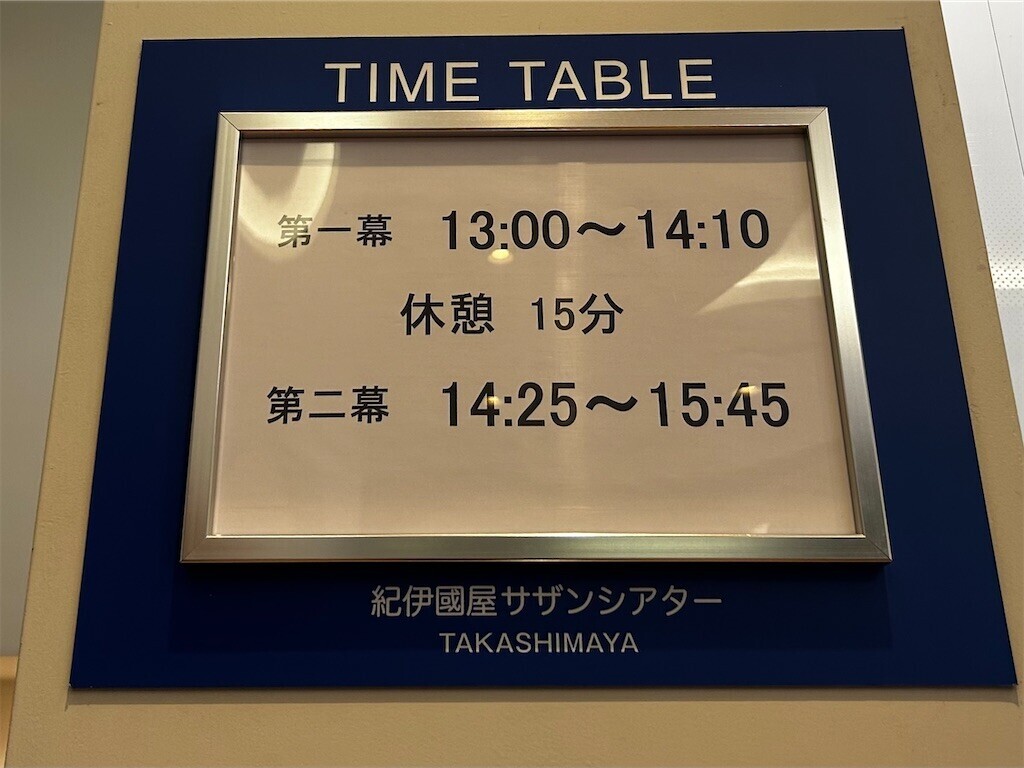 TIME TABLE
第一幕 13:00～14:10
休憩 15分
第二幕 14:25～15:45
紀伊國屋サザンシアター
TAKASHIMAYA